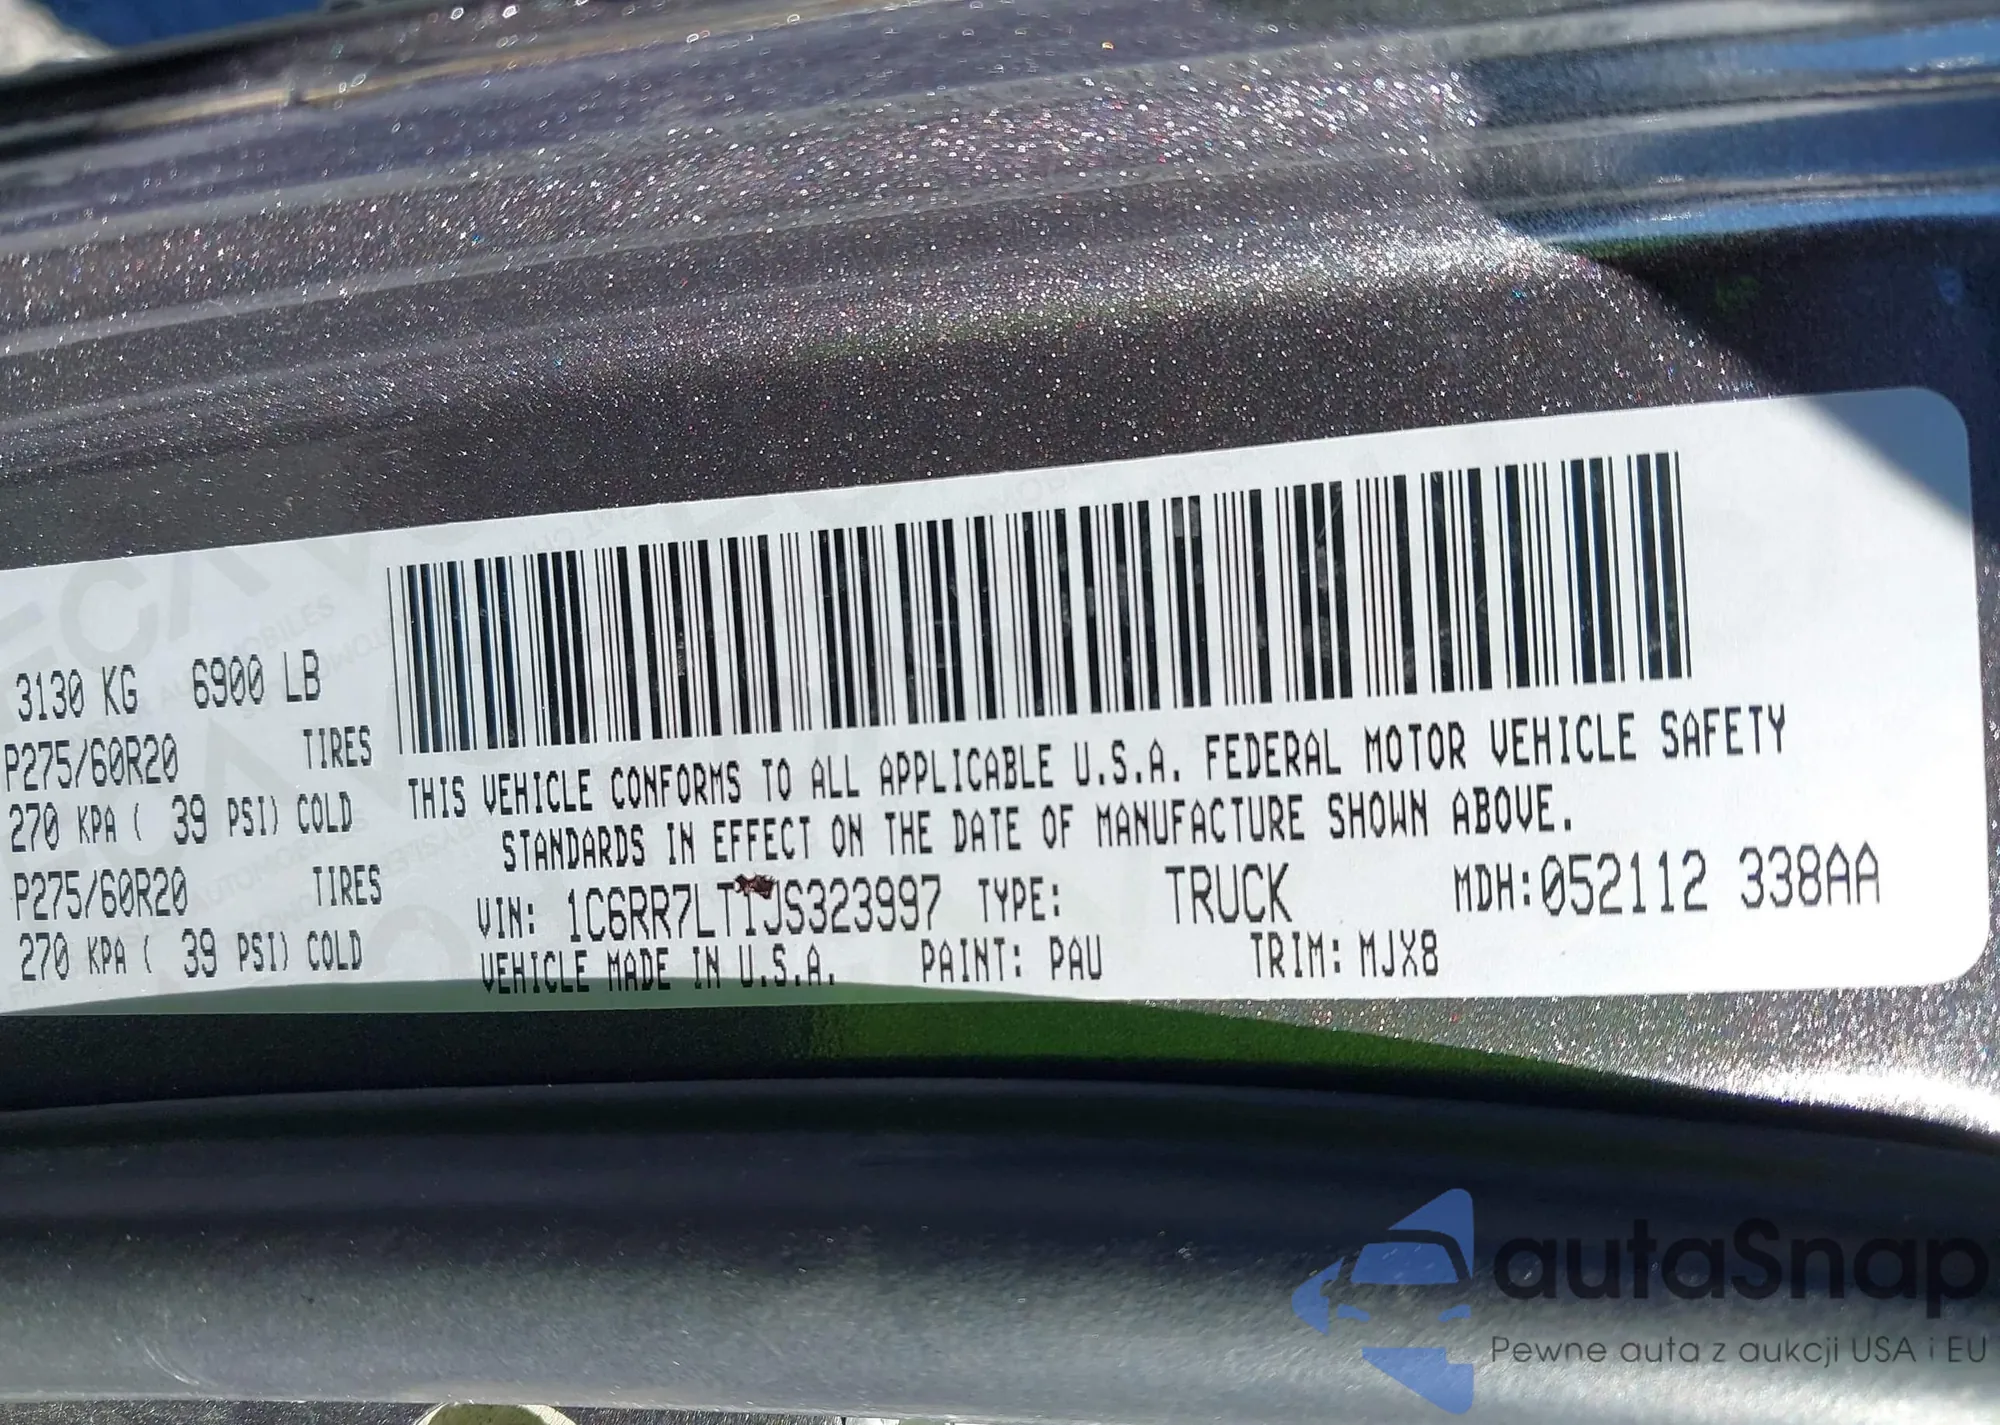 3130 KG 6900 LB
P275/60R20 TIRES
270 KPA ( 39 PSI) COLD
P275/60R20 TIRES
270 KPA ( 39 PSI) COLD
THIS VEHICLE CONFORMS TO ALL APPLICABLE U.S.A. FEDERAL MOTOR VEHICLE SAFETY
STANDARDS IN EFFECT ON THE DATE OF MANUFACTURE SHOWN ABOVE.
VIN: 1C6RR7LT1JS323997 TYPE: TRUCK MDH:052112 338AA
VEHICLE MADE IN U.S.A. PAINT: PAU TRIM: MJX8
autaSnap
Pewne auta z aukcji USA i EU